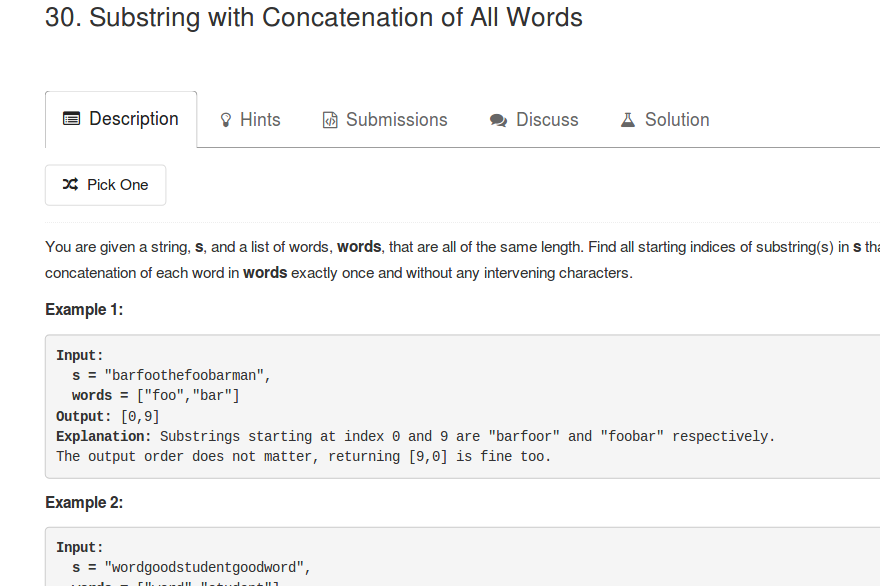 30. Substring with Concatenation of All Words
Description Hints Submissions Discuss Solution
Pick One
You are given a string, s, and a list of words, words, that are all of the same length. Find all starting indices of substring(s) in s
concatenation of each word in words exactly once and without any intervening characters.
Example 1:
Input:
s = "barfoothefoobarman",
words = ["foo","bar"]
Output: [0,9]
Explanation: Substrings starting at index 0 and 9 are "barfoor" and "foobar" respectively.
The output order does not matter, returning [9,0] is fine too.
Example 2:
Input:
s = "wordgoodstudentgoodword",
words = ["word","student"]